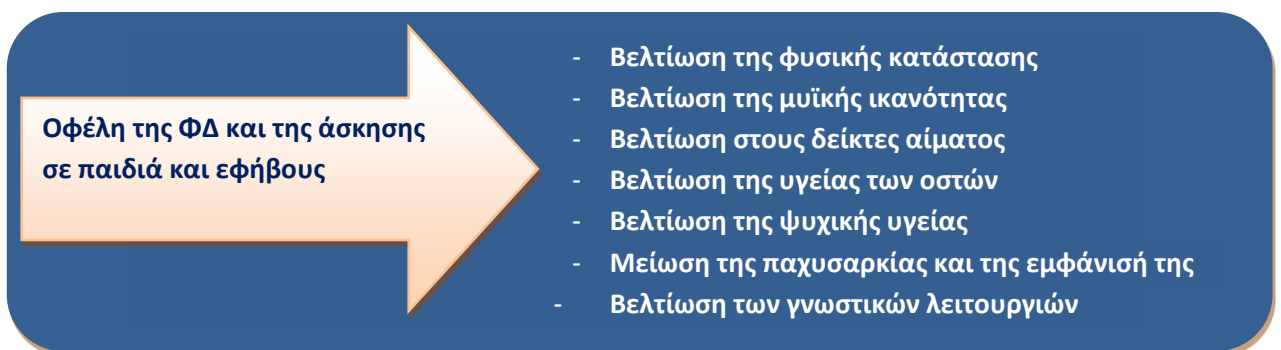 Οφέλη της ΦΔ και της άσκησης
σε παιδιά και εφήβους
- Βελτίωση της φυσικής κατάστασης
- Βελτίωση της μυϊκής ικανότητας
- Βελτίωση στους δείκτες αίματος
- Βελτίωση της υγείας των οστών
- Βελτίωση της ψυχικής υγείας
- Μείωση της παχυσαρκίας και της εμφάνισή της
- Βελτίωση των γνωστικών λειτουργιών